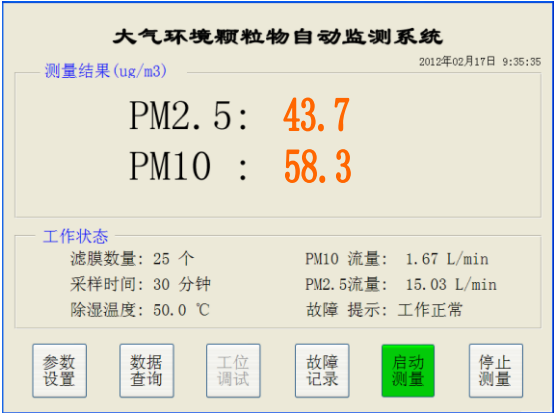 大气环境颗粒物自动监测系统
2012年02月17日 9:35:35
测量结果(ug/m3)
PM2.5: 43.7
PM10 : 58.3
工作状态
滤膜数量: 25 个 PM10 流量: 1.67 L/min
采样时间: 30 分钟 PM2.5流量: 15.03 L/min
除湿温度: 50.0 ℃ 故障 提示: 工作正常
参数 数据 工位 故障 启动 停止
设置 查询 调试 记录 测量 测量